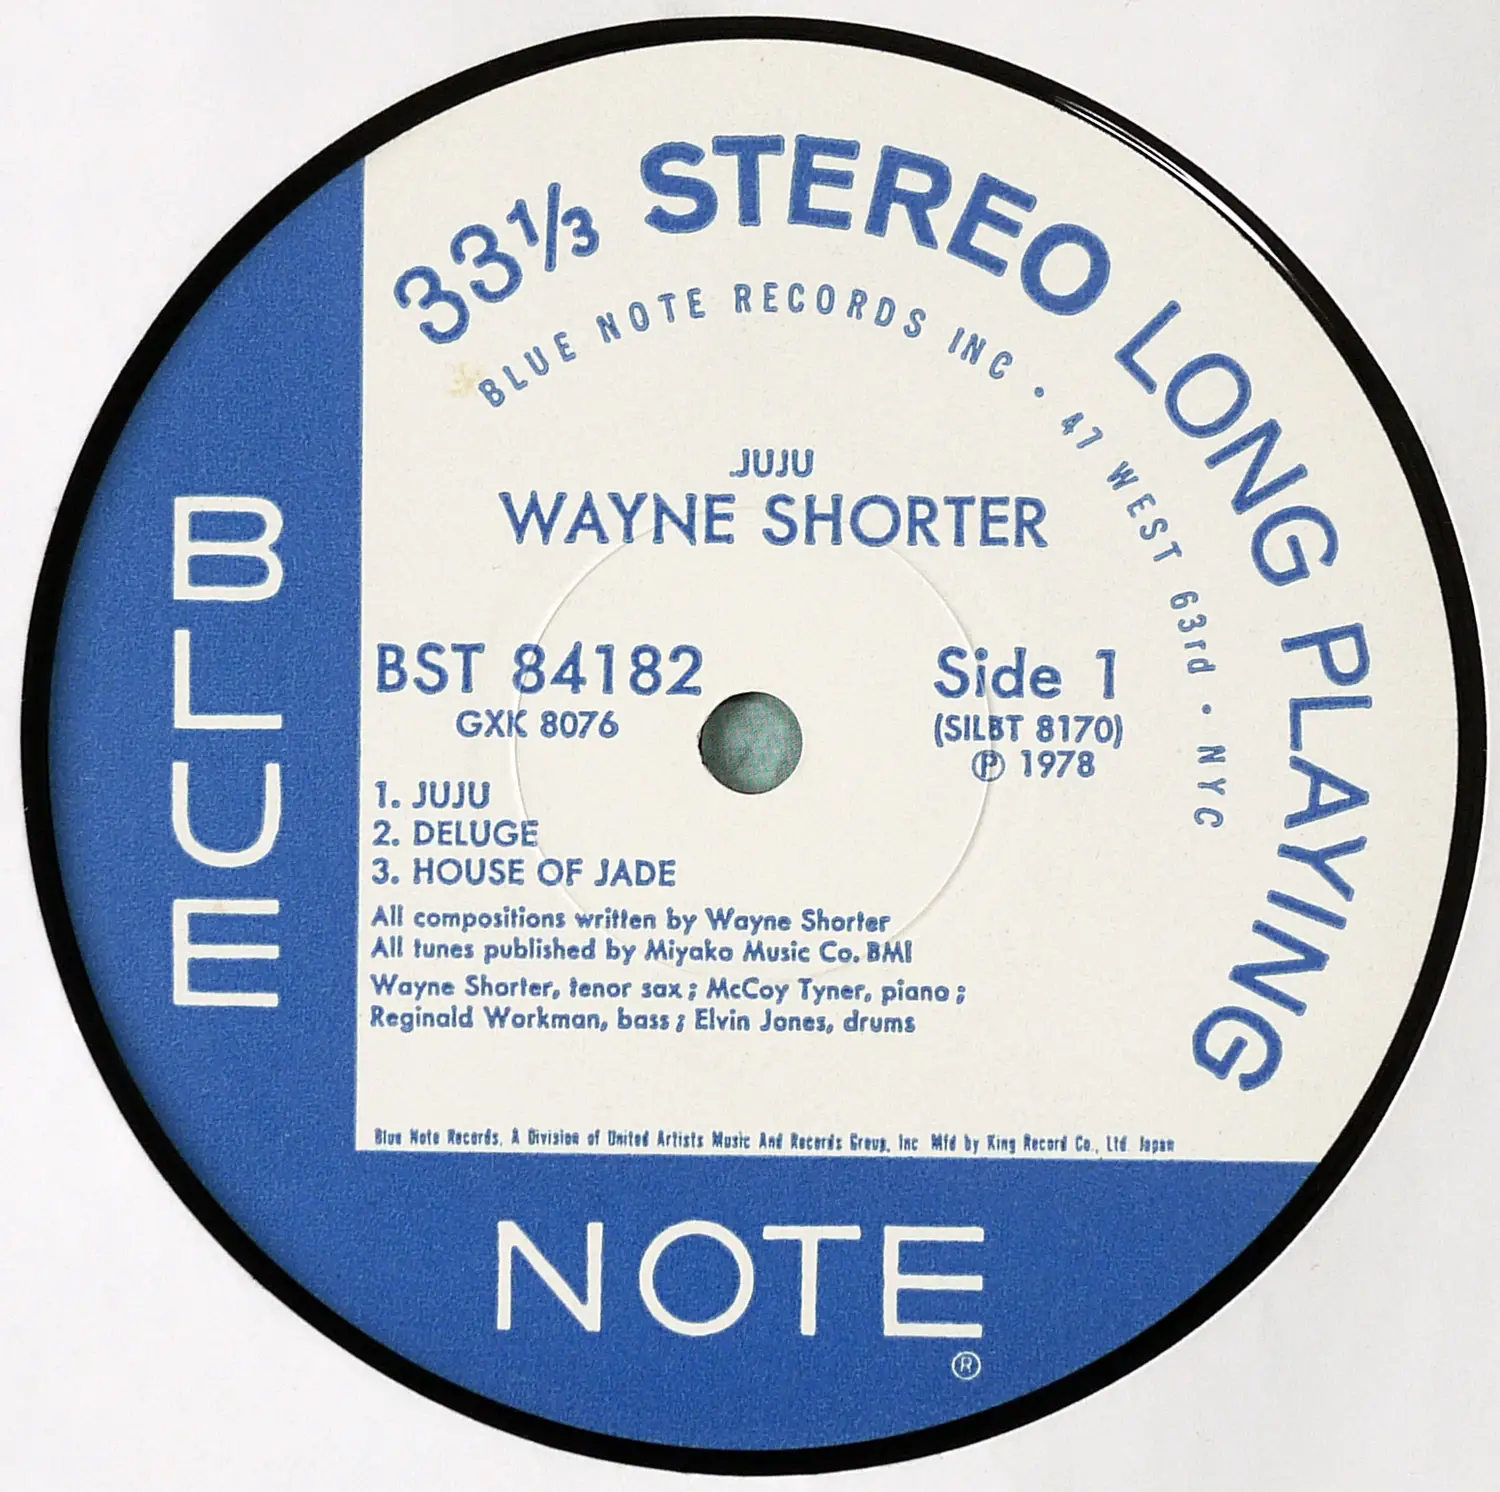 33⅓ STEREO LONG PLAYING
BLUE NOTE RECORDS INC • 47 WEST 63rd • NYC
JUJU
WAYNE SHORTER
BST 84182
GXK 8076
Side 1
(SILBT 8170)
Ⓟ 1978
1. JUJU
2. DELUGE
3. HOUSE OF JADE
All compositions written by Wayne Shorter
All tunes published by Miyako Music Co. BMI
Wayne Shorter, tenor sax; McCoy Tyner, piano;
Reginald Workman, bass; Elvin Jones, drums
Blue Note Records, A Division of United Artists Music And Records Group, Inc Mfd by King Record Co., Ltd Japan
BLUE
NOTE
®